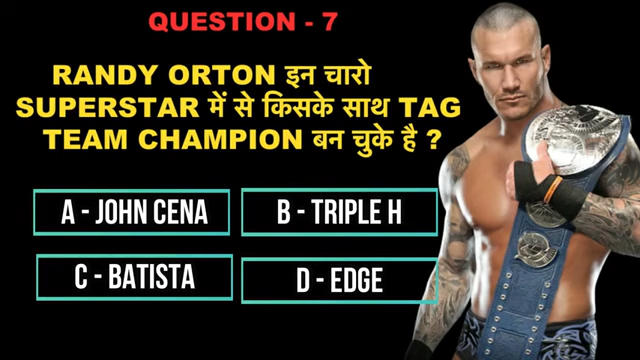 QUESTION - 7
RANDY ORTON इन चारो
SUPERSTAR में से किसके साथ TAG
TEAM CHAMPION बन चुके है ?
A - JOHN CENA
B - TRIPLE H
C - BATISTA
D - EDGE